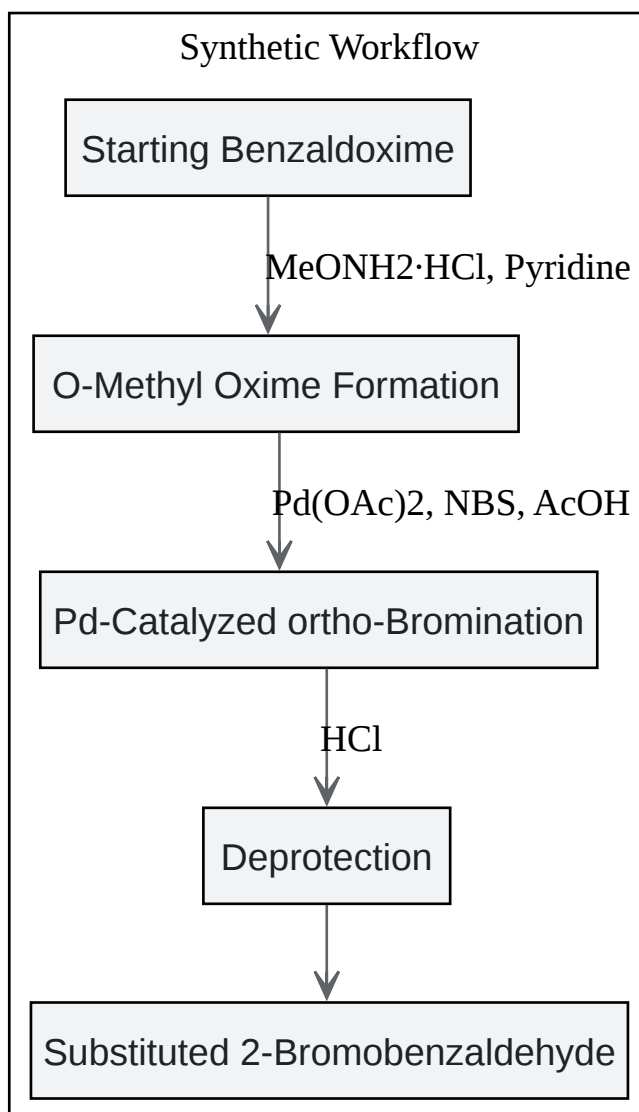 Synthetic Workflow
Starting Benzaldoxime
MeONH2·HCl, Pyridine
O-Methyl Oxime Formation
Pd(OAc)2, NBS, AcOH
Pd-Catalyzed ortho-Bromination
HCl
Deprotection
Substituted 2-Bromobenzaldehyde